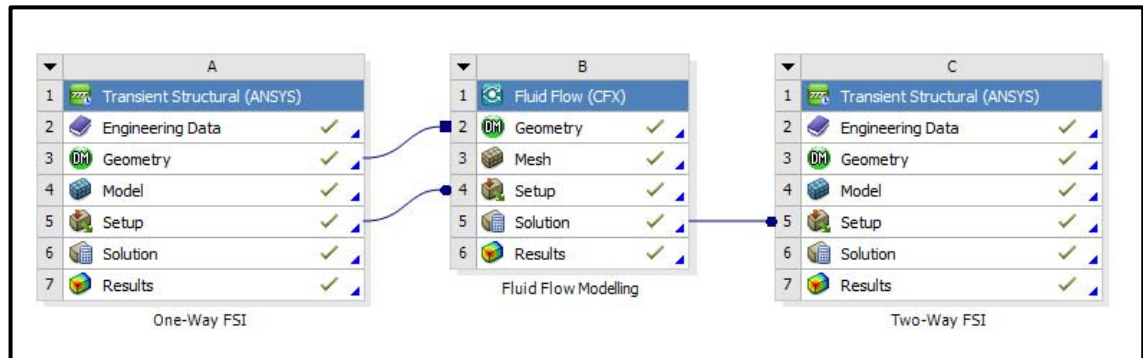 A
1 Transient Structural (ANSYS)
2 Engineering Data
3 DM Geometry
4 Model
5 Setup
6 Solution
7 Results
One-Way FSI
B
1 Fluid Flow (CFX)
2 DM Geometry
3 Mesh
4 Setup
5 Solution
6 Results
Fluid Flow Modelling
C
1 Transient Structural (ANSYS)
2 Engineering Data
3 DM Geometry
4 Model
5 Setup
6 Solution
7 Results
Two-Way FSI